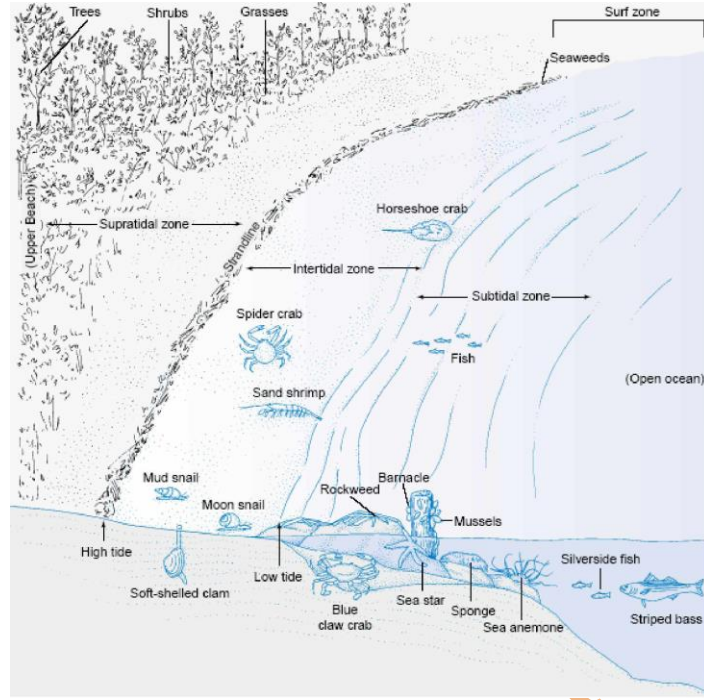 Trees
Shrubs
Grasses
Surf zone
Seaweeds
(Upper Beach)
Supratidal zone
Strandline
Horseshoe crab
Intertidal zone
Subtidal zone
Spider crab
Fish
Sand shrimp
(Open ocean)
Mud snail
Moon snail
Rockweed
Barnacle
Mussels
High tide
Soft-shelled clam
Low tide
Blue
claw crab
Sea star
Sponge
Sea anemone
Silverside fish
Striped bass